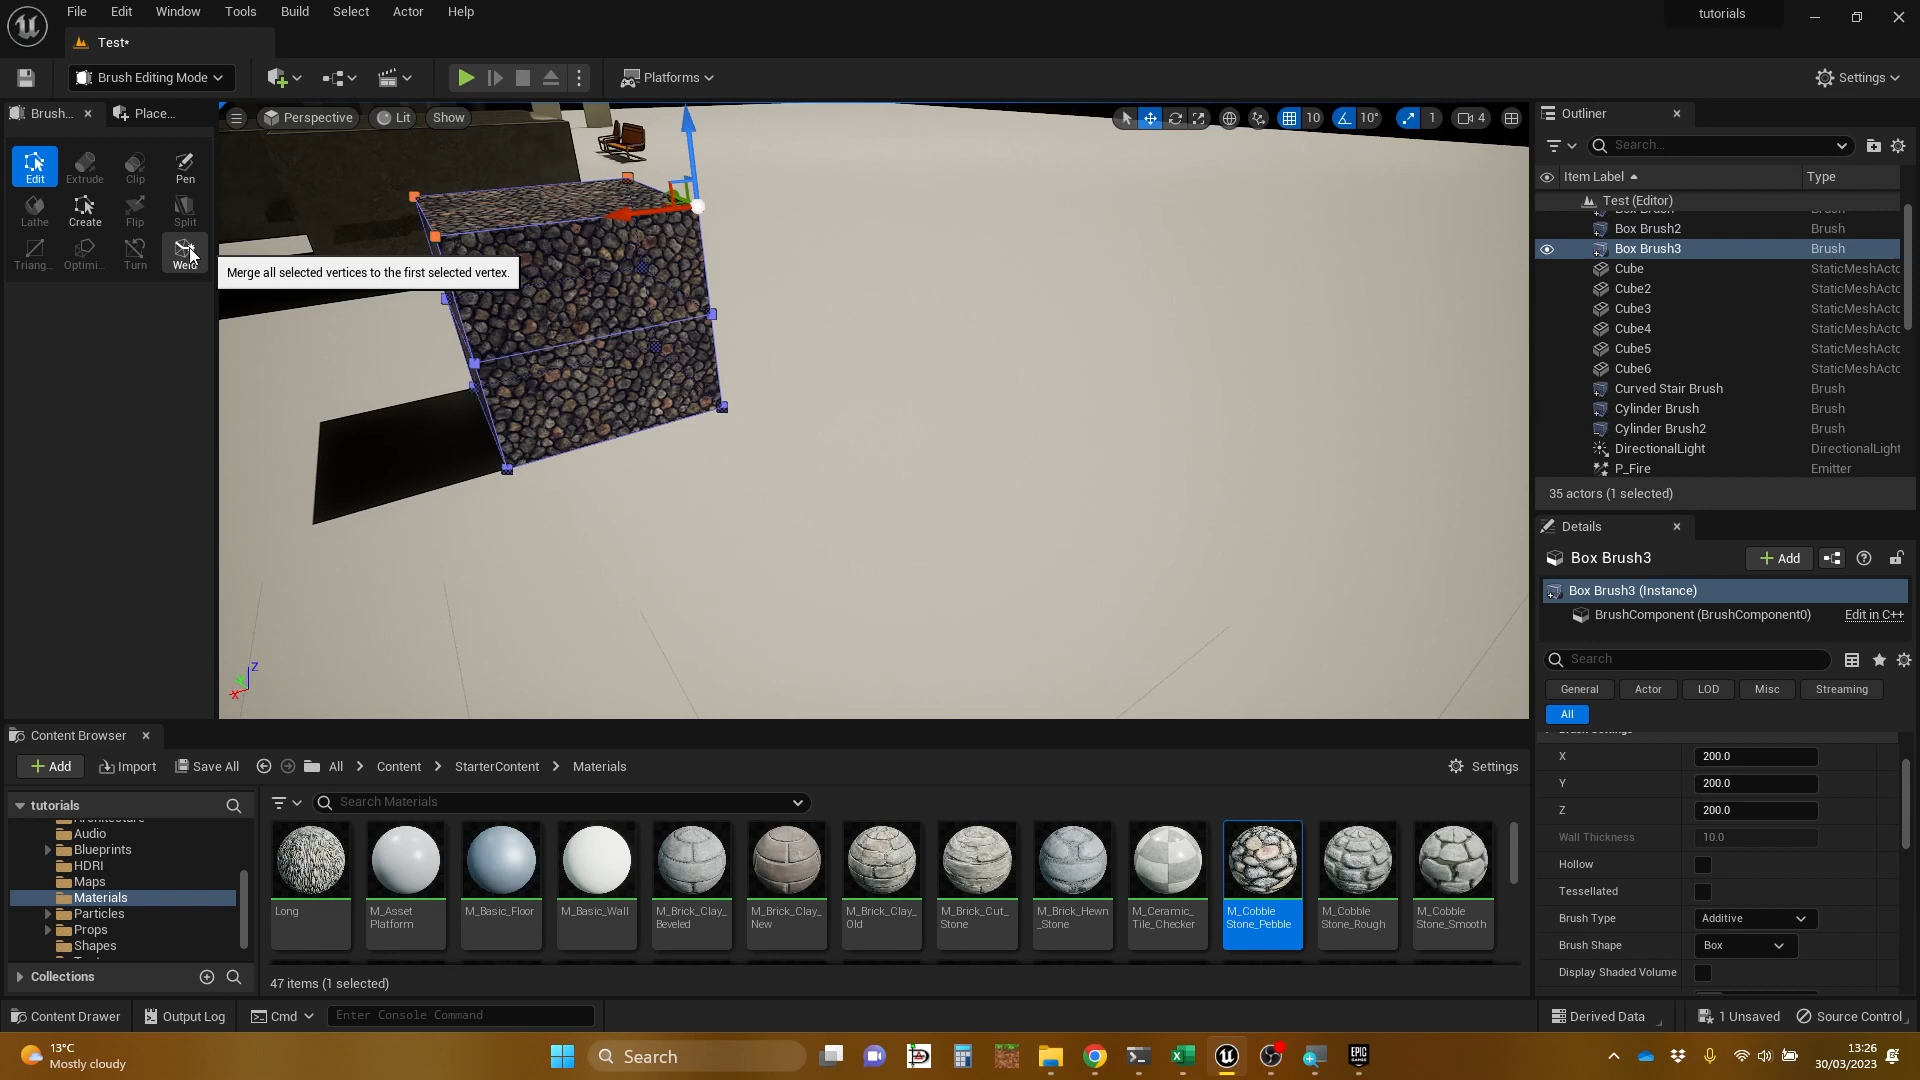 File Edit Window Tools Build Select Actor Help
tutorials
Test*
Brush Editing Mode
Platforms
Settings
Brush...
Place...
Edit Extrude Clip Pen
Lathe Create Flip Split
Triang... Optimi... Turn Weld
Merge all selected vertices to the first selected vertex.
Perspective Lit Show
10 10° 1 4
Z
X
Outliner
Search...
Item Label Type
Test (Editor)
Box Brush Brush
Box Brush2 Brush
Box Brush3 Brush
Cube StaticMeshActo
Cube2 StaticMeshActo
Cube3 StaticMeshActo
Cube4 StaticMeshActo
Cube5 StaticMeshActo
Cube6 StaticMeshActo
Curved Stair Brush Brush
Cylinder Brush Brush
Cylinder Brush2 Brush
DirectionalLight DirectionalLight
P_Fire Emitter
35 actors (1 selected)
Details
Box Brush3
Add
Box Brush3 (Instance)
BrushComponent (BrushComponent0) Edit in C++
Search
General Actor LOD Misc Streaming
All
Brush Settings
X 200.0
Y 200.0
Z 200.0
Wall Thickness 10.0
Hollow
Tessellated
Brush Type Additive
Brush Shape Box
Display Shaded Volume
Content Browser
Add Import Save All All Content StarterContent Materials Settings
tutorials
Search Materials
Architecture
Audio
Blueprints
HDRI
Maps
Materials
Particles
Props
Shapes
Collections
Long
M_Asset
Platform
M_Basic_Floor
M_Basic_Wall
M_Brick_Clay_
Beveled
M_Brick_Clay_
New
M_Brick_Clay_
Old
M_Brick_Cut_
Stone
M_Brick_Hewn
_Stone
M_Ceramic_
Tile_Checker
M_Cobble
Stone_Pebble
M_Cobble
Stone_Rough
M_Cobble
Stone_Smooth
47 items (1 selected)
Content Drawer Output Log Cmd Enter Console Command Derived Data 1 Unsaved Source Control
13°C
Mostly cloudy
Search
EPIC
GAMES
13:26
30/03/2023